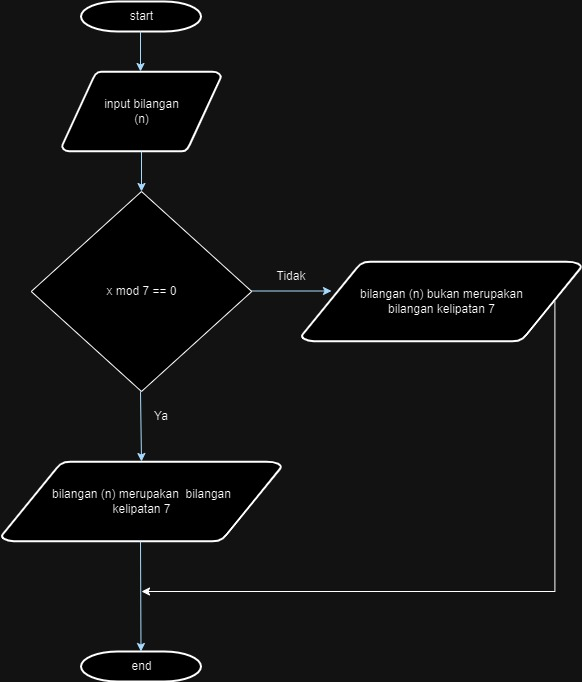 start
input bilangan
(n)
x mod 7 == 0
Tidak
bilangan (n) bukan merupakan
bilangan kelipatan 7
Ya
bilangan (n) merupakan bilangan
kelipatan 7
end